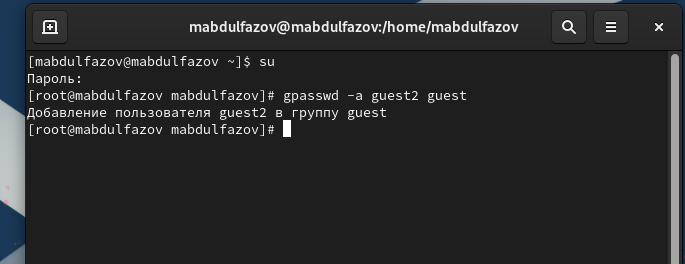 mabdulfazov@mabdulfazov:/home/mabdulfazov
[mabdulfazov@mabdulfazov ~]$ su
Пароль:
[root@mabdulfazov mabdulfazov]# gpasswd -a guest2 guest
Добавление пользователя guest2 в группу guest
[root@mabdulfazov mabdulfazov]#